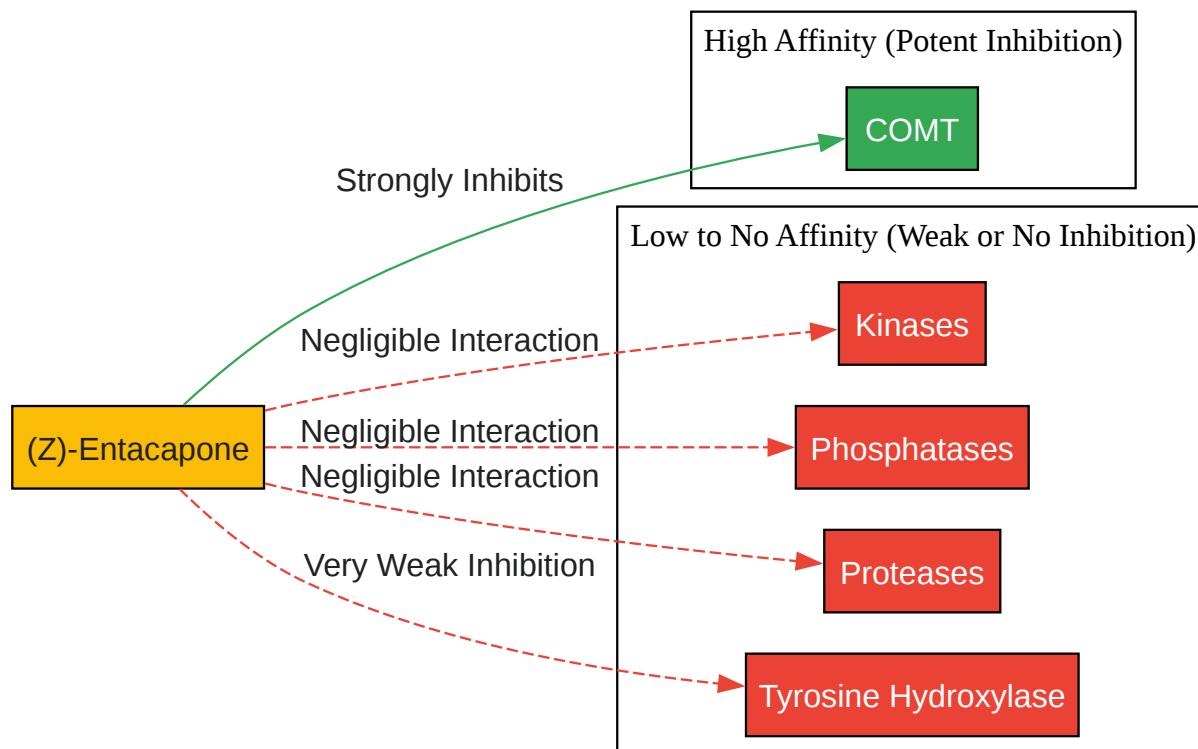 High Affinity (Potent Inhibition)
COMT
Strongly Inhibits
Low to No Affinity (Weak or No Inhibition)
Kinases
Negligible Interaction
(Z)-Entacapone
Negligible Interaction
Phosphatases
Negligible Interaction
Proteases
Very Weak Inhibition
Tyrosine Hydroxylase